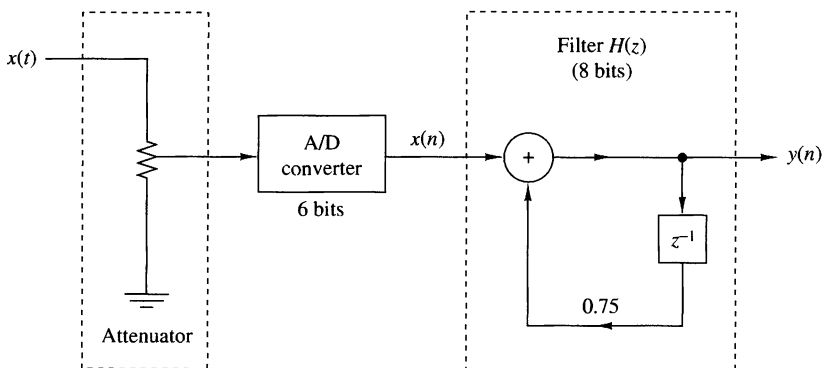 Filter H(z)
(8 bits)
x(t)
A/D
converter
6 bits
x(n)
+
y(n)
z⁻¹
0.75
Attenuator